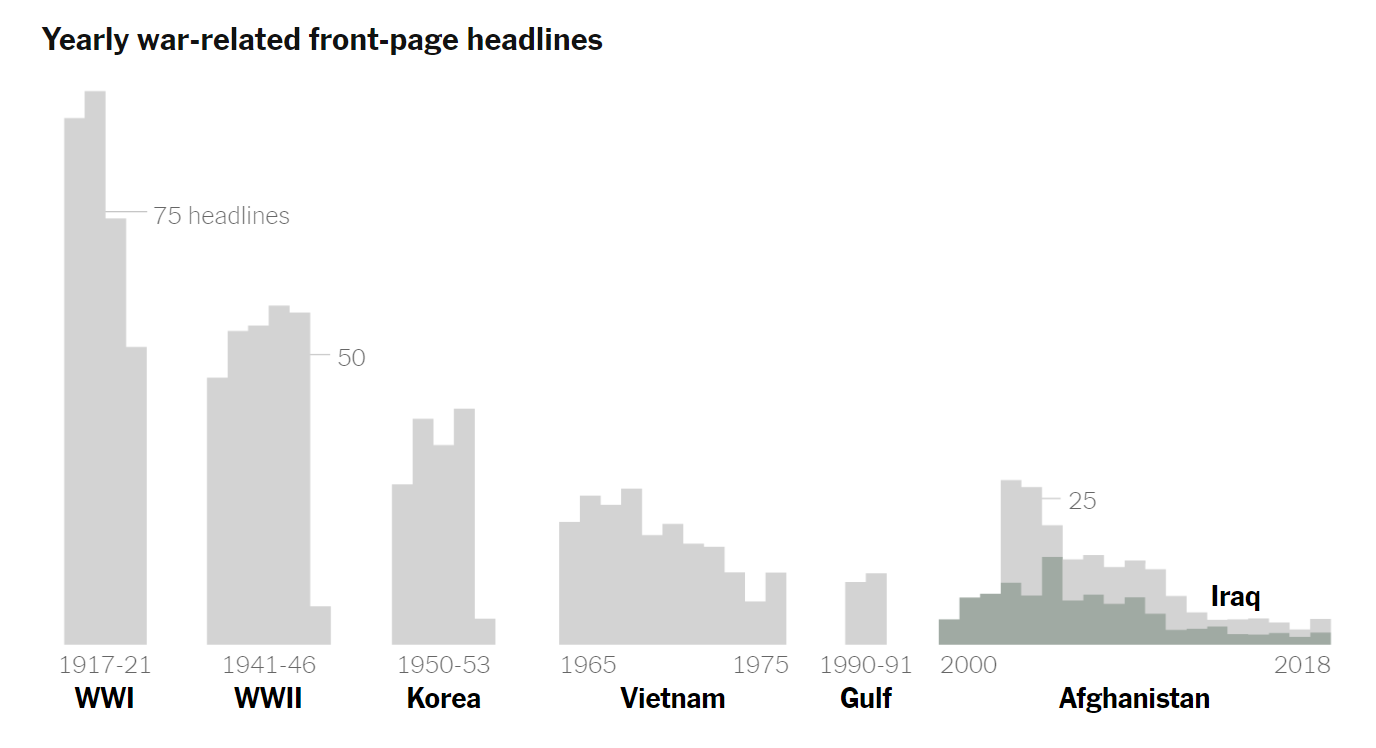 Yearly war-related front-page headlines
75 headlines
50
25
Iraq
1917-21
1941-46
1950-53
1965
1975
1990-91
2000
2018
WWI
WWII
Korea
Vietnam
Gulf
Afghanistan